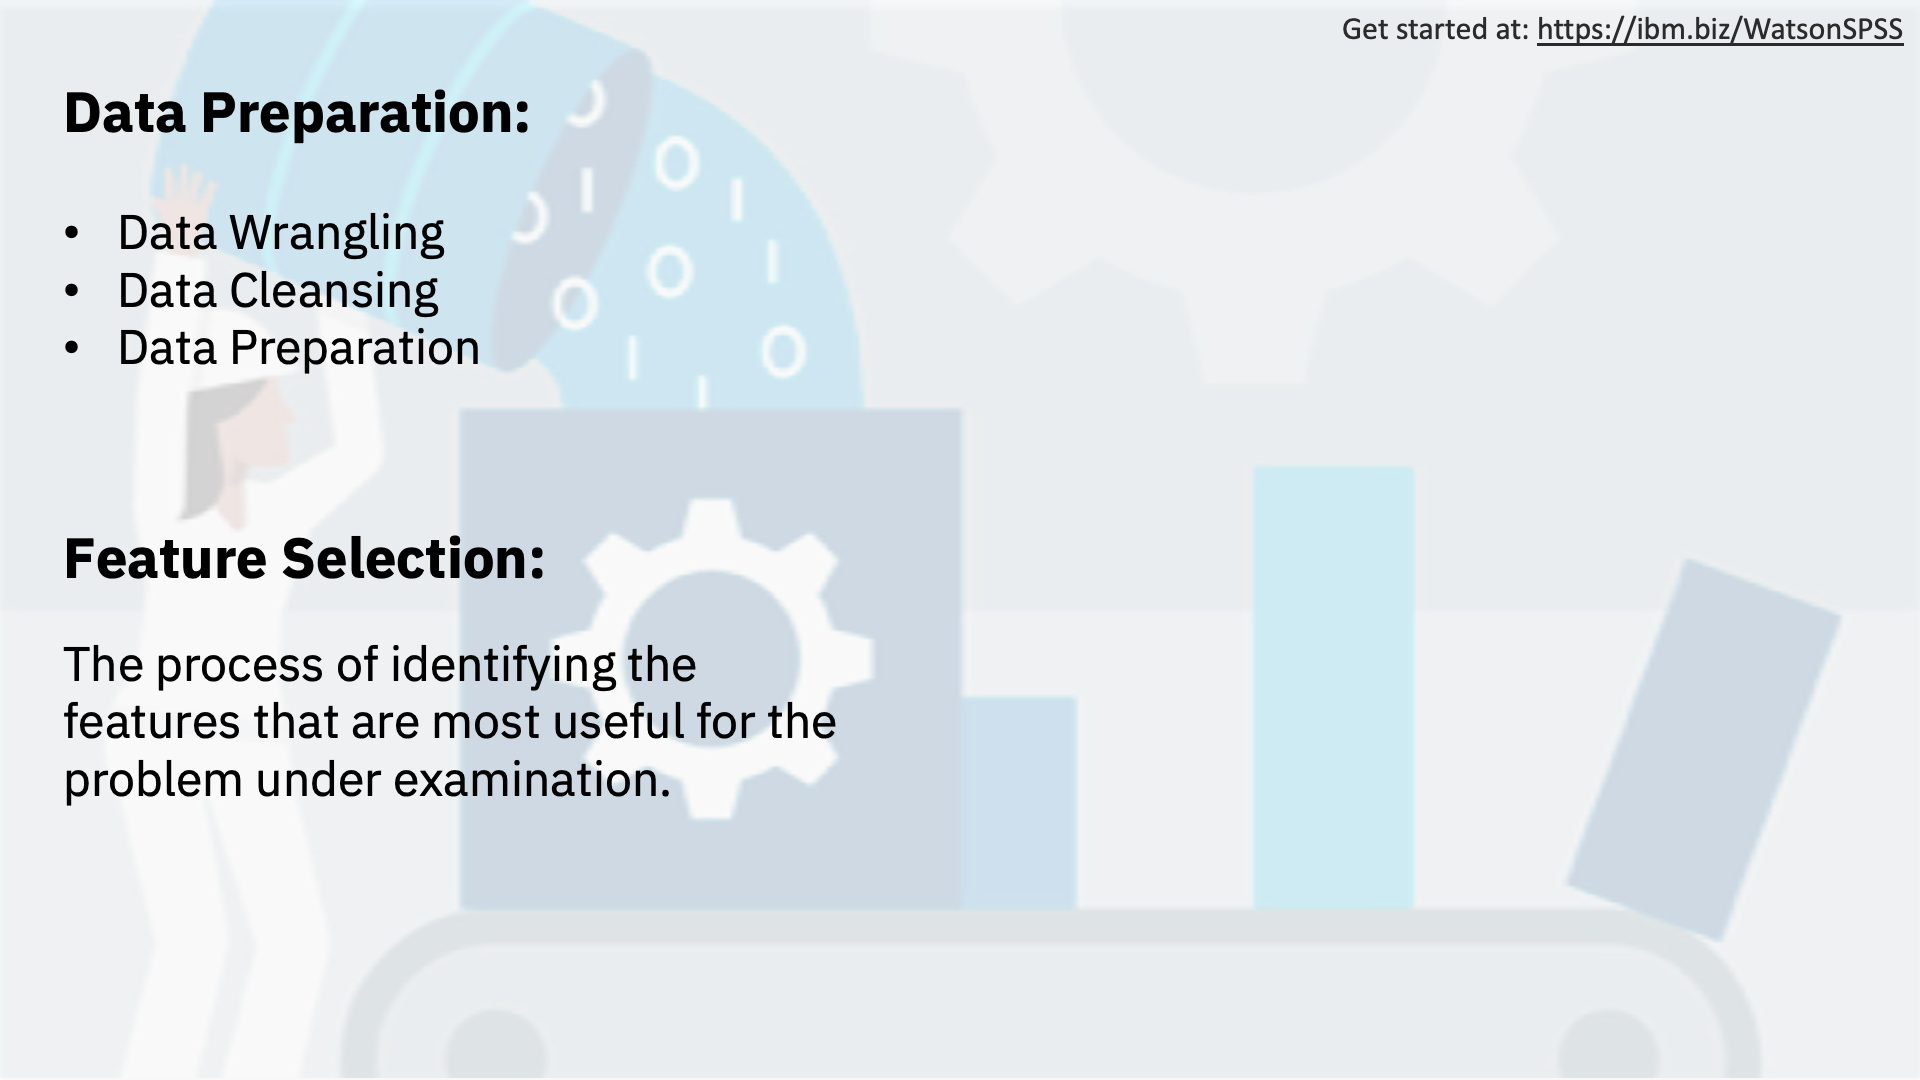 Get started at: https://ibm.biz/WatsonSPSS
Data Preparation:
• Data Wrangling
• Data Cleansing
• Data Preparation
Feature Selection:
The process of identifying the
features that are most useful for the
problem under examination.